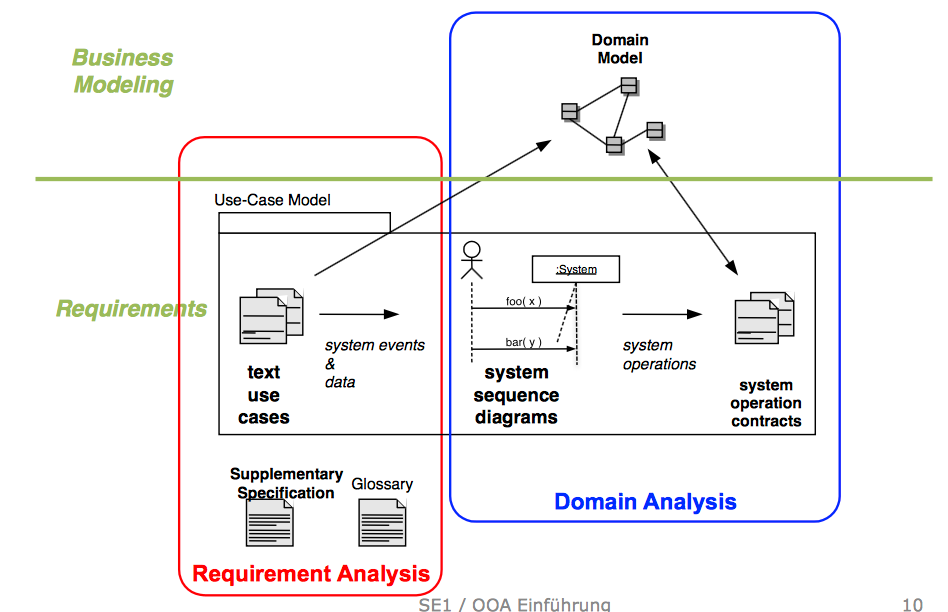 Business
Modeling
Domain
Model
Use-Case Model
:System
foo( x )
bar( y )
Requirements
text
use
cases
system events
&
data
system
sequence
diagrams
system
operations
system
operation
contracts
Supplementary
Specification
Glossary
Domain Analysis
Requirement Analysis
SE1 / OOA Einführung
10